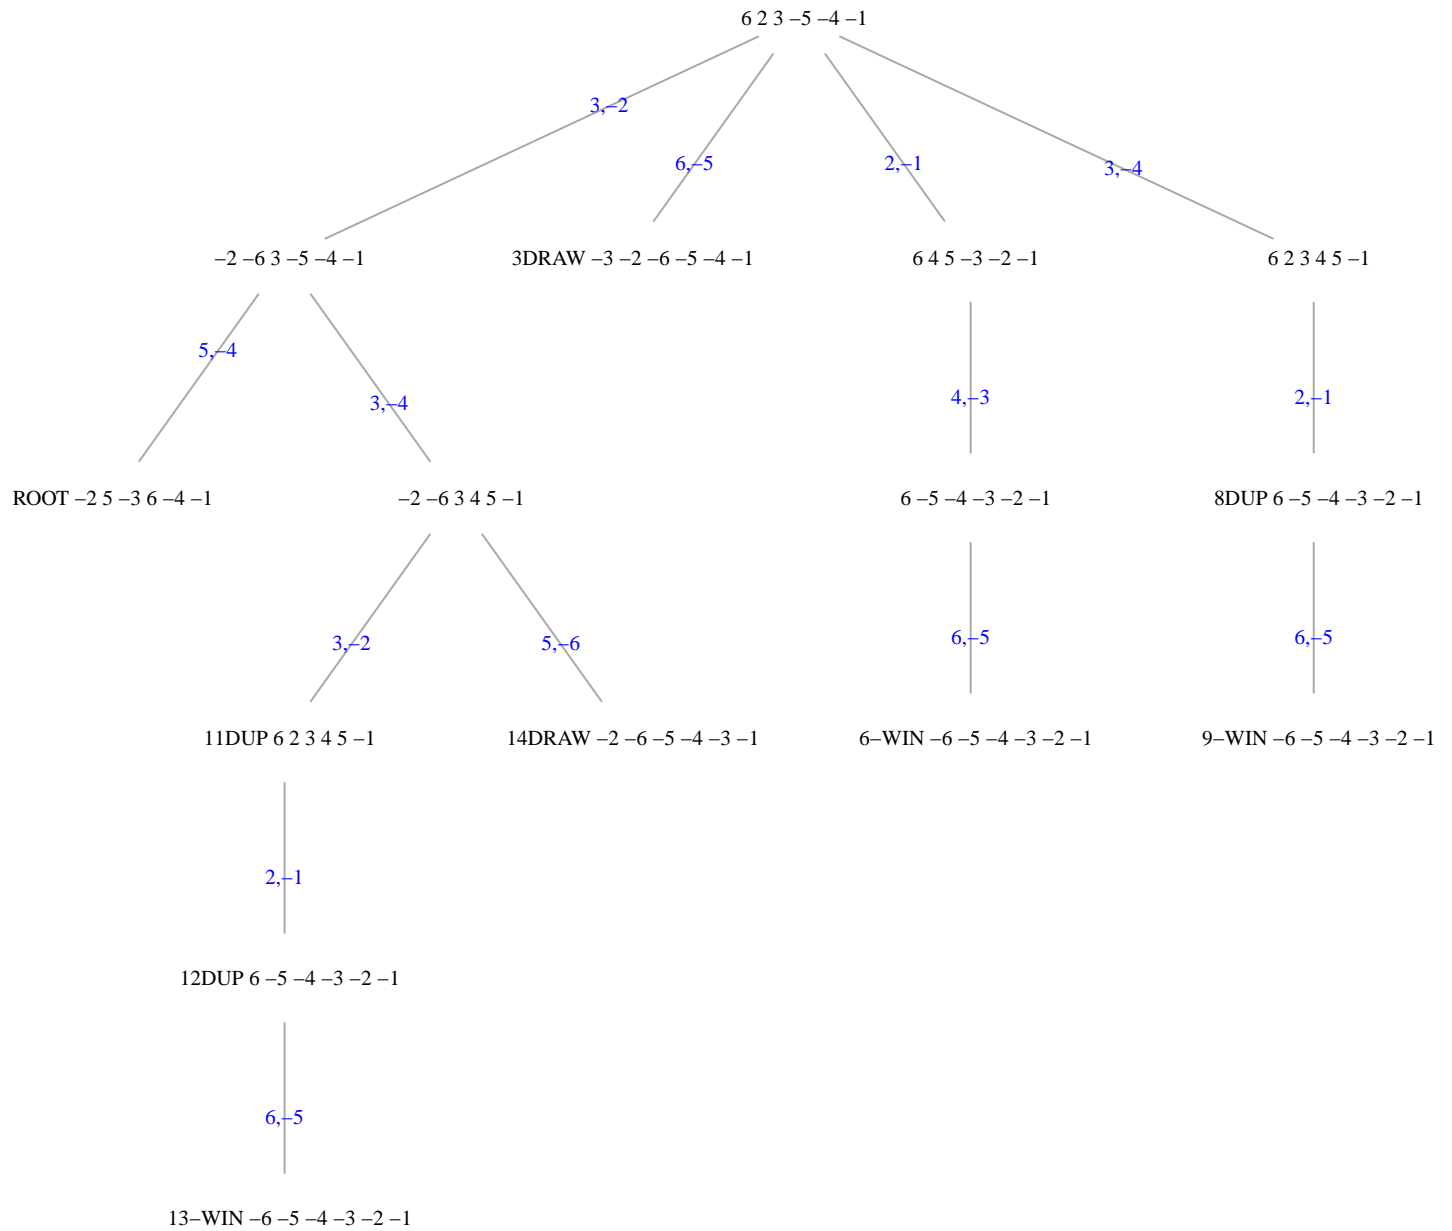 6 2 3 –5 –4 –1
3,–2
6,–5
2,–1
3,–4
–2 –6 3 –5 –4 –1
3DRAW –3 –2 –6 –5 –4 –1
6 4 5 –3 –2 –1
6 2 3 4 5 –1
5,–4
3,–4
4,–3
2,–1
ROOT –2 5 –3 6 –4 –1
–2 –6 3 4 5 –1
6 –5 –4 –3 –2 –1
8DUP 6 –5 –4 –3 –2 –1
3,–2
5,–6
6,–5
6,–5
11DUP 6 2 3 4 5 –1
14DRAW –2 –6 –5 –4 –3 –1
6–WIN –6 –5 –4 –3 –2 –1
9–WIN –6 –5 –4 –3 –2 –1
2,–1
12DUP 6 –5 –4 –3 –2 –1
6,–5
13–WIN –6 –5 –4 –3 –2 –1